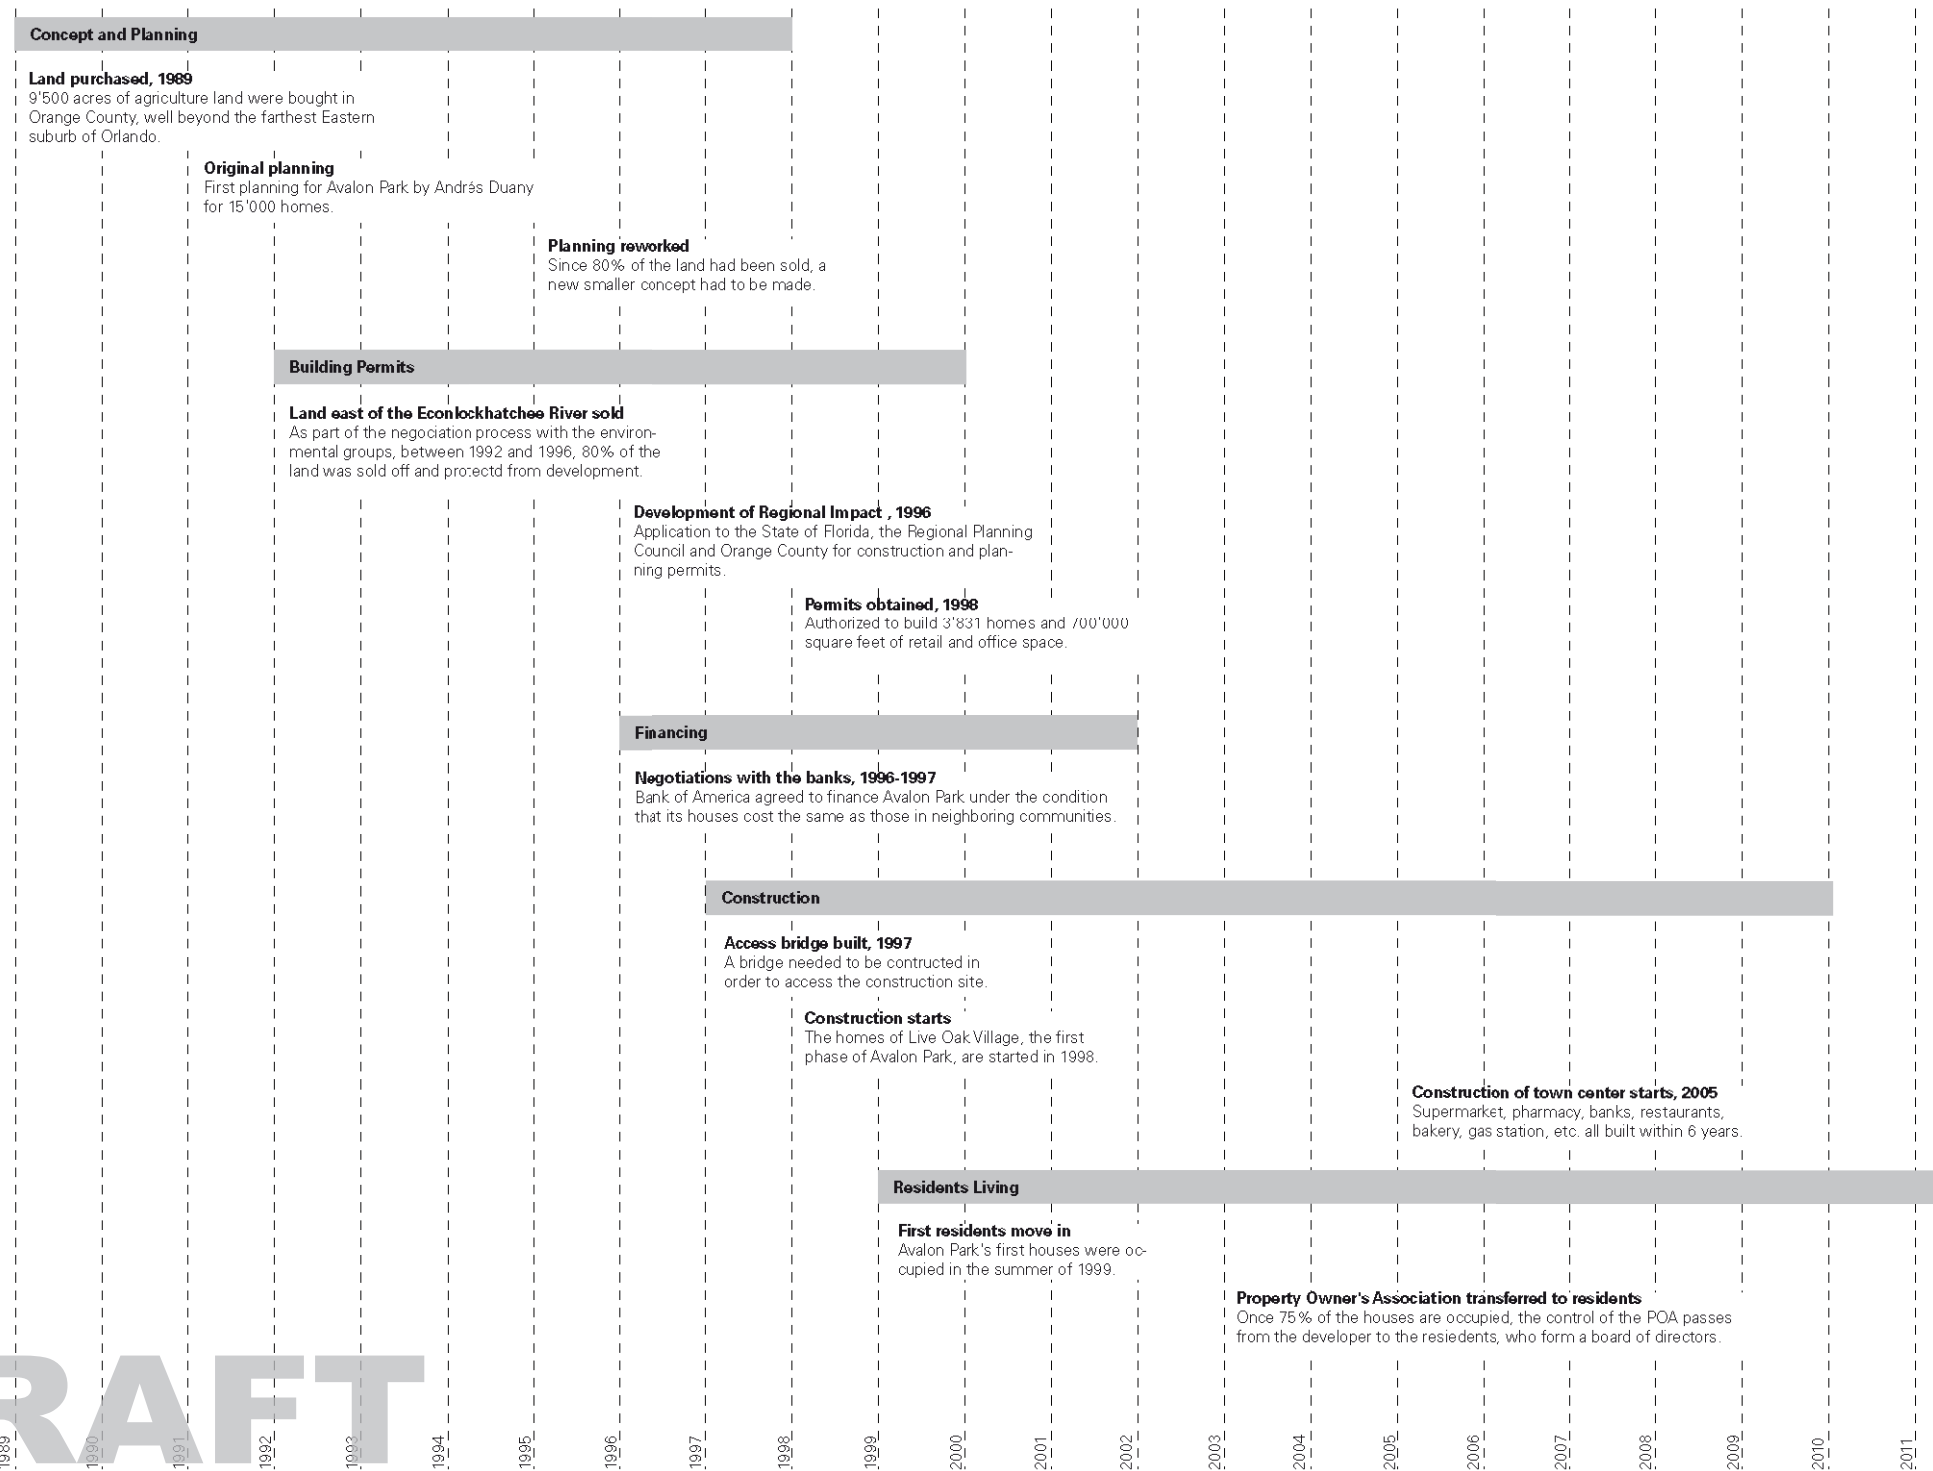 Concept and Planning
Land purchased, 1989
9'500 acres of agriculture land were bought in
Orange County, well beyond the farthest Eastern
suburb of Orlando.
Original planning
First planning for Avalon Park by Andrés Duany
for 15'000 homes.
Planning reworked
Since 80% of the land had been sold, a
new smaller concept had to be made.
Building Permits
Land east of the Econlockhatchee River sold
As part of the negociation process with the environ-
mental groups, between 1992 and 1996, 80% of the
land was sold off and protectd from development.
Development of Regional Impact , 1996
Application to the State of Florida, the Regional Planning
Council and Orange County for construction and plan-
ning permits.
Permits obtained, 1998
Authorized to build 3'831 homes and 700'000
square feet of retail and office space.
Financing
Negotiations with the banks, 1996-1997
Bank of America agreed to finance Avalon Park under the condition
that its houses cost the same as those in neighboring communities.
Construction
Access bridge built, 1997
A bridge needed to be contructed in
order to access the construction site.
Construction starts
The homes of Live Oak Village, the first
phase of Avalon Park, are started in 1998.
Construction of town center starts, 2005
Supermarket, pharmacy, banks, restaurants,
bakery, gas station, etc. all built within 6 years.
Residents Living
First residents move in
Avalon Park's first houses were oc-
cupied in the summer of 1999.
Property Owner's Association transferred to residents
Once 75% of the houses are occupied, the control of the POA passes
from the developer to the resiedents, who form a board of directors.
RAFT
1989
1990
1991
1992
1993
1994
1995
1996
1997
1998
1999
2000
2001
2002
2003
2004
2005
2006
2007
2008
2009
2010
2011